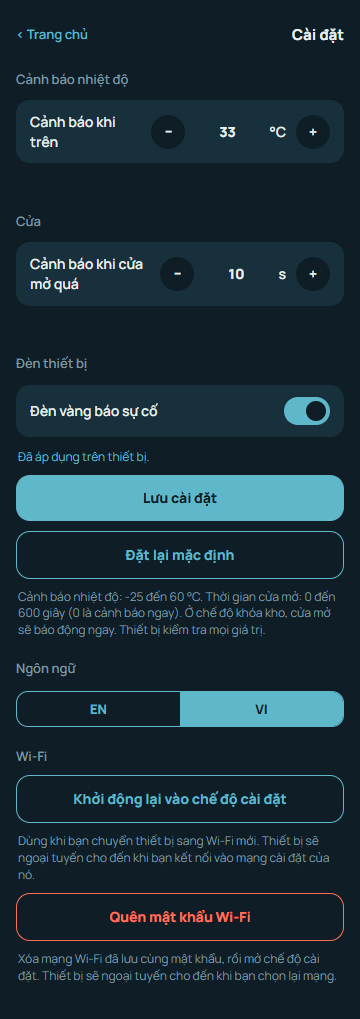 ‹ Trang chủ
Cài đặt
Cảnh báo nhiệt độ
Cảnh báo khi
trên
− 33 °C +
Cửa
Cảnh báo khi cửa
mở quá
− 10 s +
Đèn thiết bị
Đèn vàng báo sự cố
Đã áp dụng trên thiết bị.
Lưu cài đặt
Đặt lại mặc định
Cảnh báo nhiệt độ: -25 đến 60 °C. Thời gian cửa mở: 0 đến
600 giây (0 là cảnh báo ngay). Ở chế độ khóa kho, cửa mở
sẽ báo động ngay. Thiết bị kiểm tra mọi giá trị.
Ngôn ngữ
EN
VI
Wi-Fi
Khởi động lại vào chế độ cài đặt
Dùng khi bạn chuyển thiết bị sang Wi-Fi mới. Thiết bị sẽ
ngoại tuyến cho đến khi bạn kết nối vào mạng cài đặt của
nó.
Quên mật khẩu Wi-Fi
Xóa mạng Wi-Fi đã lưu cùng mật khẩu, rồi mở chế độ cài
đặt. Thiết bị sẽ ngoại tuyến cho đến khi bạn chọn lại mạng.